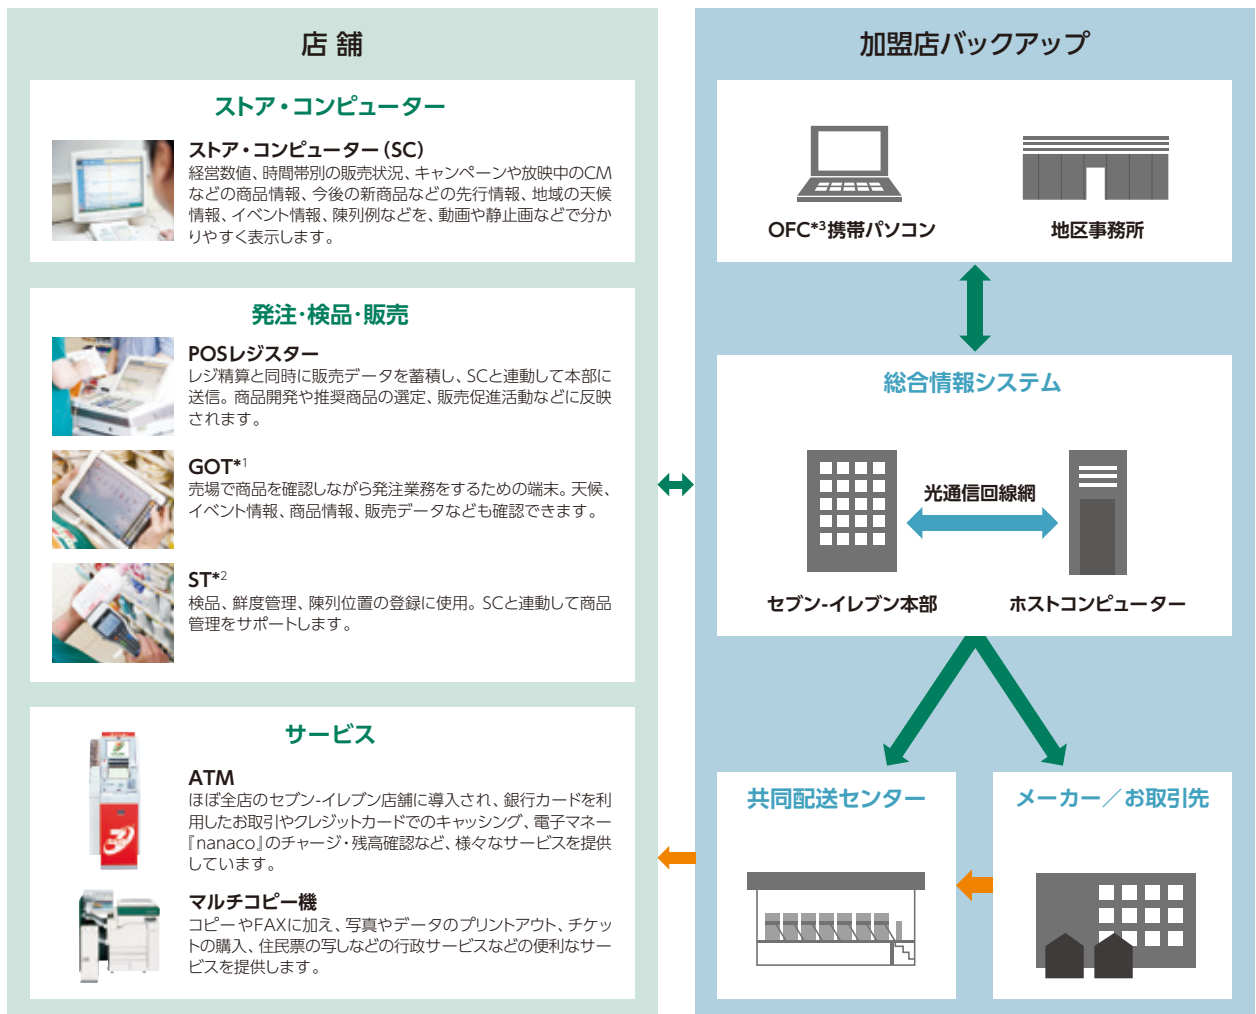 店舗
ストア・コンピューター
ストア・コンピューター(SC)
経営数値、時間帯別の販売状況、キャンペーンや放映中のCM
などの商品情報、今後の新商品などの先行情報、地域の天候
情報、イベント情報、陳列例などを、動画や静止画などで分か
りやすく表示します。
発注・検品・販売
POSレジスター
レジ精算と同時に販売データを蓄積し、SCと連動して本部に
送信。商品開発や推奨商品の選定、販売促進活動などに反映
されます。
GOT*1
売場で商品を確認しながら発注業務をするための端末。天候、
イベント情報、商品情報、販売データなども確認できます。
ST*2
検品、鮮度管理、陳列位置の登録に使用。SCと連動して商品
管理をサポートします。
サービス
ATM
ほぼ全店のセブン-イレブン店舗に導入され、銀行カードを利
用したお取引やクレジットカードでのキャッシング、電子マネー
『nanaco』のチャージ・残高確認など、様々なサービスを提供
しています。
マルチコピー機
コピーやFAXに加え、写真やデータのプリントアウト、チケッ
トの購入、住民票の写しなどの行政サービスなどの便利なサー
ビスを提供します。
加盟店バックアップ
OFC*3携帯パソコン
地区事務所
総合情報システム
光通信回線網
セブン-イレブン本部
ホストコンピューター
共同配送センター
メーカー／お取引先